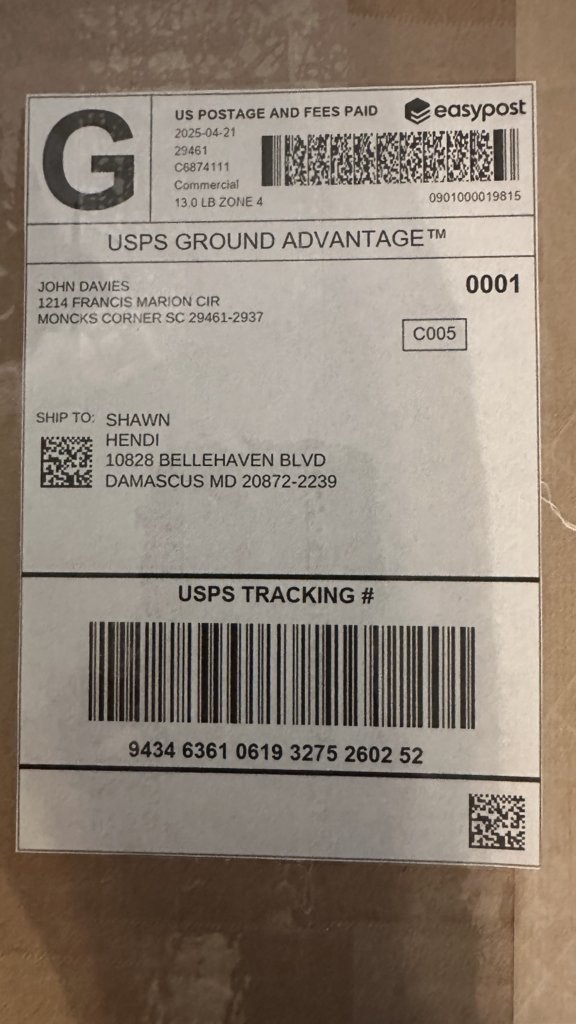 G
US POSTAGE AND FEES PAID
easypost
2025-04-21
29461
C6874111
Commercial
13.0 LB ZONE 4
0901000019815
USPS GROUND ADVANTAGE™
JOHN DAVIES
1214 FRANCIS MARION CIR
MONCKS CORNER SC 29461-2937
0001
C005
SHIP TO:
SHAWN
HENDI
10828 BELLEHAVEN BLVD
DAMASCUS MD 20872-2239
USPS TRACKING #
9434 6361 0619 3275 2602 52